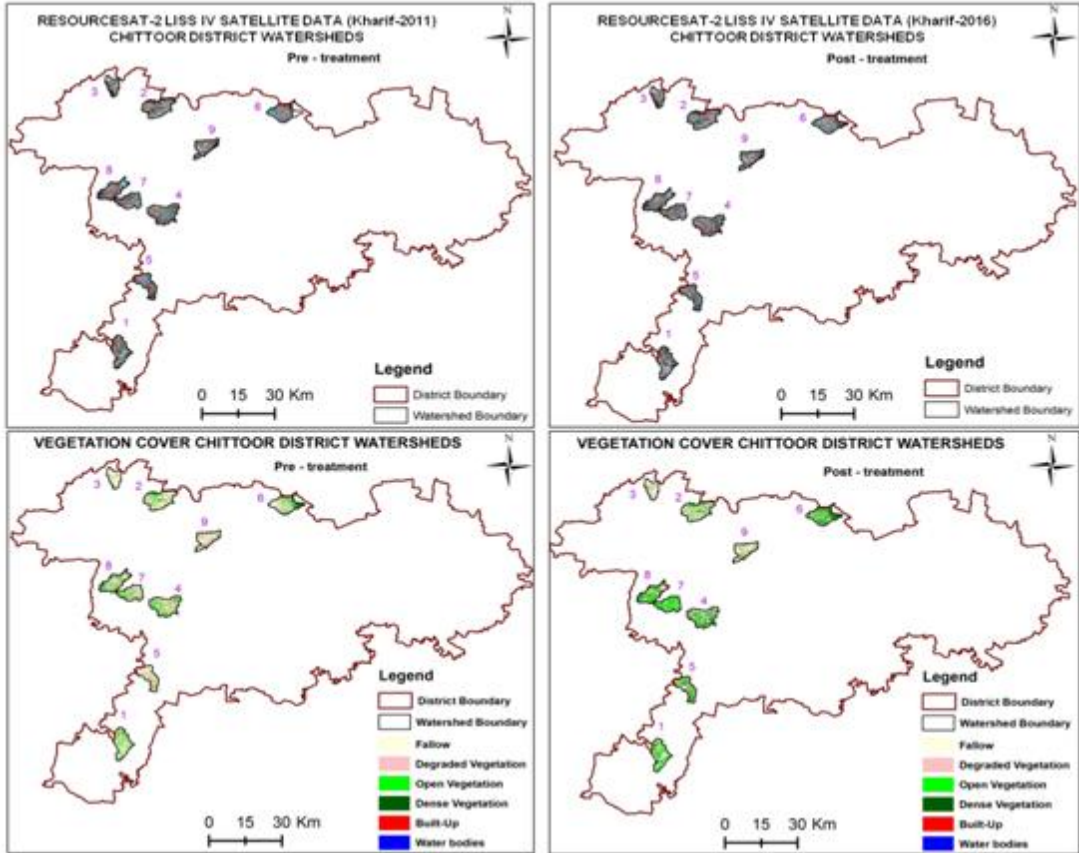 RESOURCESAT-2 LISS IV SATELLITE DATA (Kharif-2011)
CHITTOOR DISTRICT WATERSHEDS
N
Pre - treatment
3
2
6
9
8
7
4
5
1
Legend
0 15 30 Km
District Boundary
Watershed Boundary
RESOURCESAT-2 LISS IV SATELLITE DATA (Kharif-2016)
CHITTOOR DISTRICT WATERSHEDS
N
Post - treatment
3
2
6
9
8
7
4
5
1
Legend
0 15 30 Km
District Boundary
Watershed Boundary
VEGETATION COVER CHITTOOR DISTRICT WATERSHEDS
N
Pre - treatment
3
2
6
9
8
7
4
5
1
Legend
District Boundary
Watershed Boundary
Fallow
Degraded Vegetation
Open Vegetation
Dense Vegetation
Built-Up
Water bodies
0 15 30 Km
VEGETATION COVER CHITTOOR DISTRICT WATERSHEDS
N
Post - treatment
3
2
6
9
8
7
4
5
1
Legend
District Boundary
Watershed Boundary
Fallow
Degraded Vegetation
Open Vegetation
Dense Vegetation
Built-Up
Water bodies
0 15 30 Km